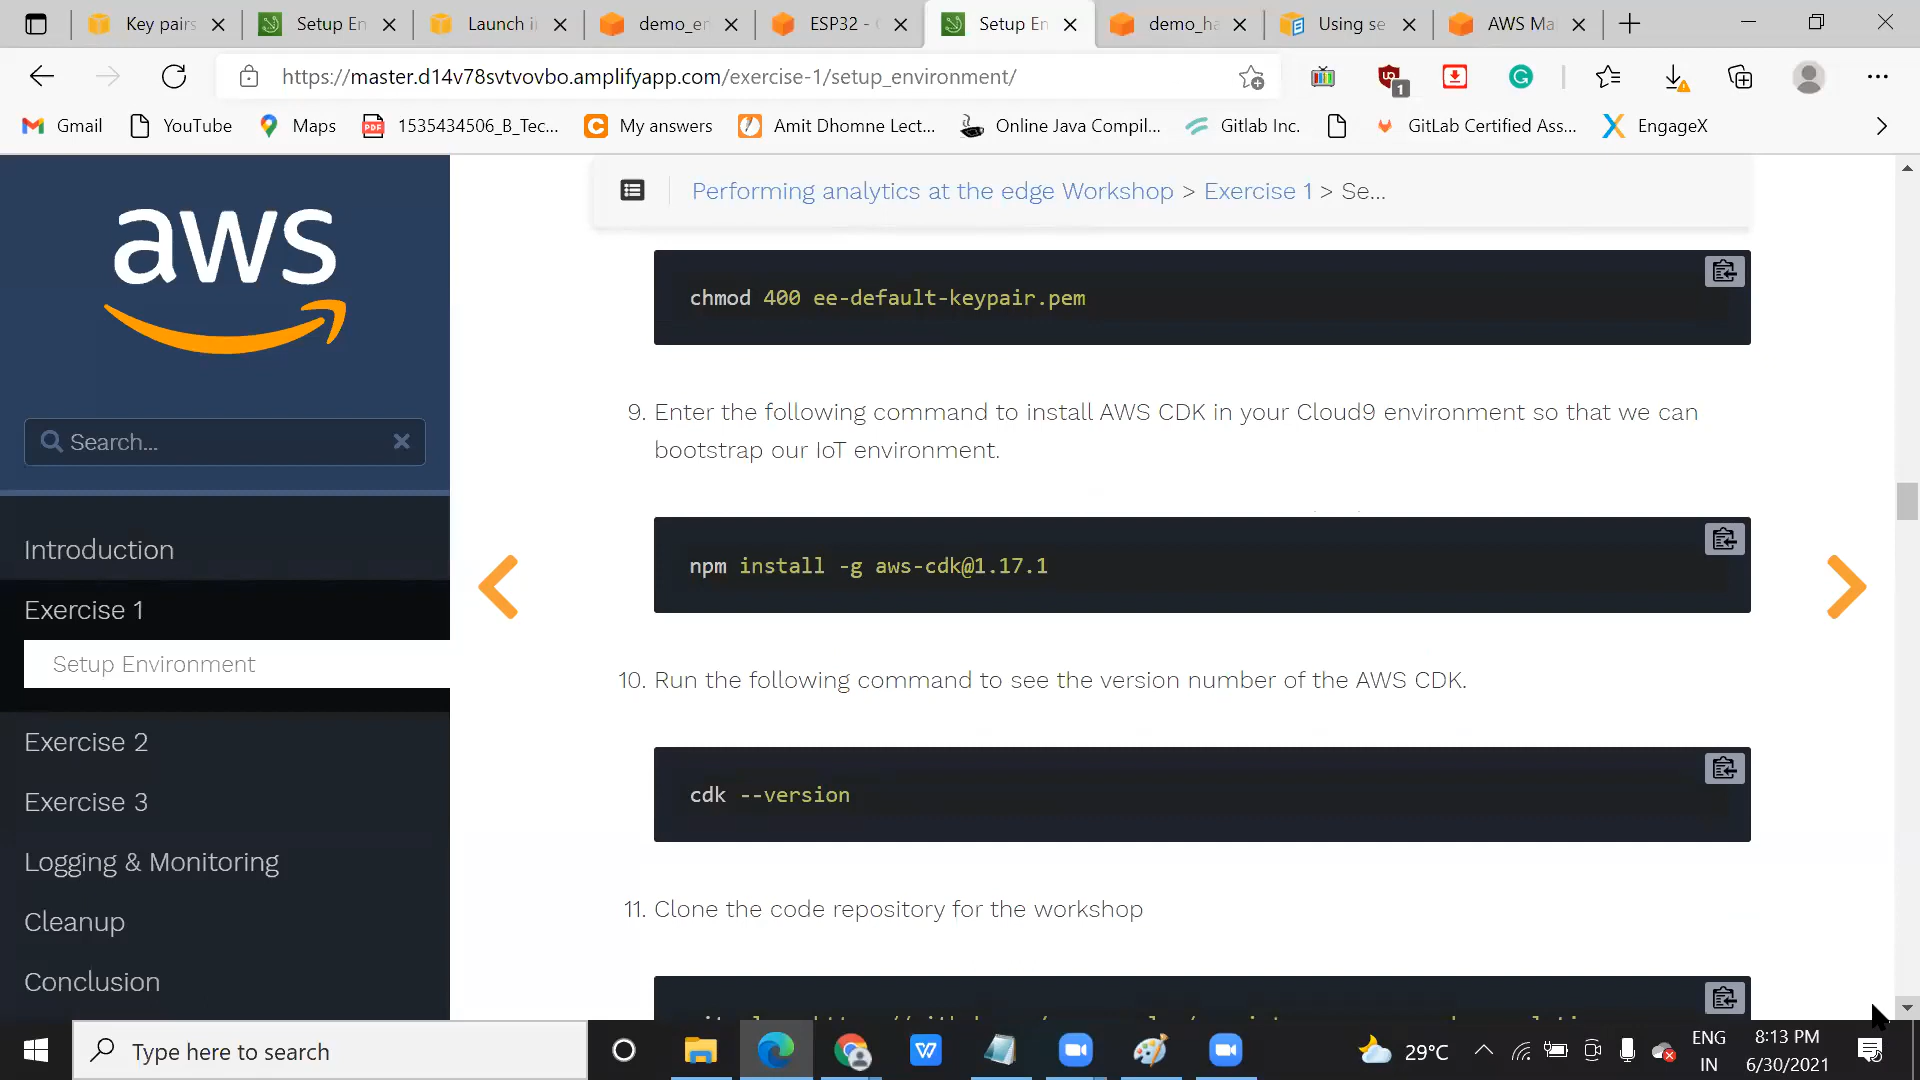 Key pairs
Setup En
Launch i
demo_en
ESP32 -
Setup En
demo_ha
Using se
AWS Ma
https://master.d14v78svtvovbo.amplifyapp.com/exercise-1/setup_environment/
1
Gmail
YouTube
Maps
PDF
1535434506_B_Tec...
My answers
Amit Dhomne Lect...
Online Java Compil...
Gitlab Inc.
GitLab Certified Ass...
EngageX
aws
Search...
Introduction
Exercise 1
Setup Environment
Exercise 2
Exercise 3
Logging & Monitoring
Cleanup
Conclusion
Performing analytics at the edge Workshop > Exercise 1 > Se...
chmod 400 ee-default-keypair.pem
9. Enter the following command to install AWS CDK in your Cloud9 environment so that we can
bootstrap our IoT environment.
npm install -g aws-cdk@1.17.1
10. Run the following command to see the version number of the AWS CDK.
cdk --version
11. Clone the code repository for the workshop
Type here to search
29°C
ENG
IN
8:13 PM
6/30/2021